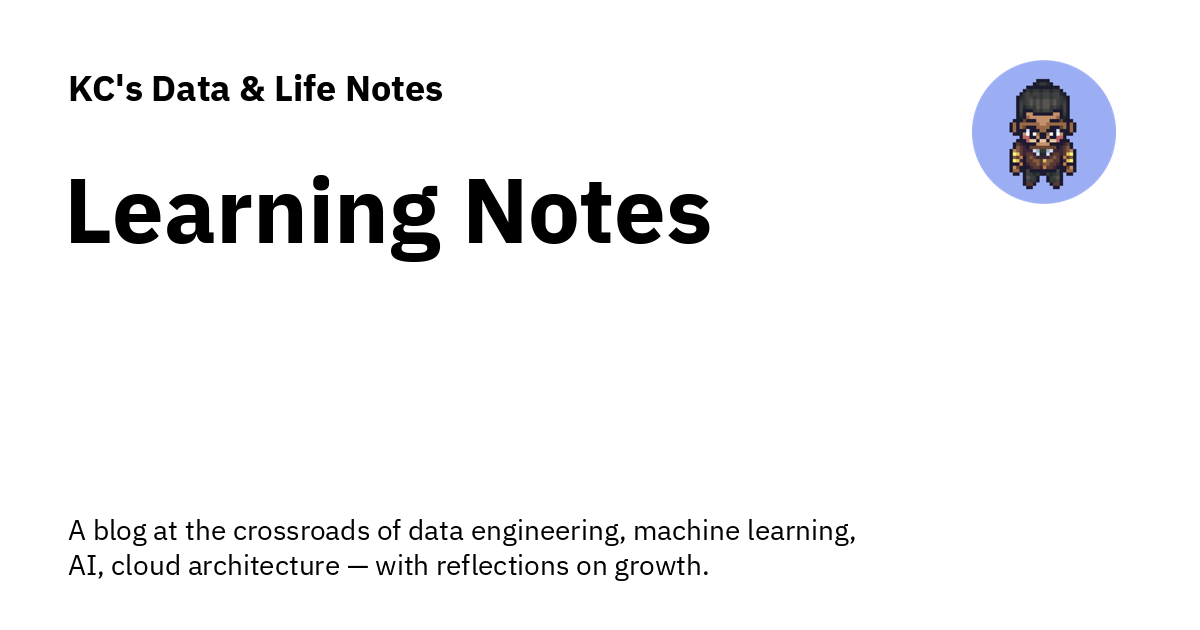 KC's Data & Life Notes
Learning Notes
A blog at the crossroads of data engineering, machine learning,
AI, cloud architecture — with reflections on growth.